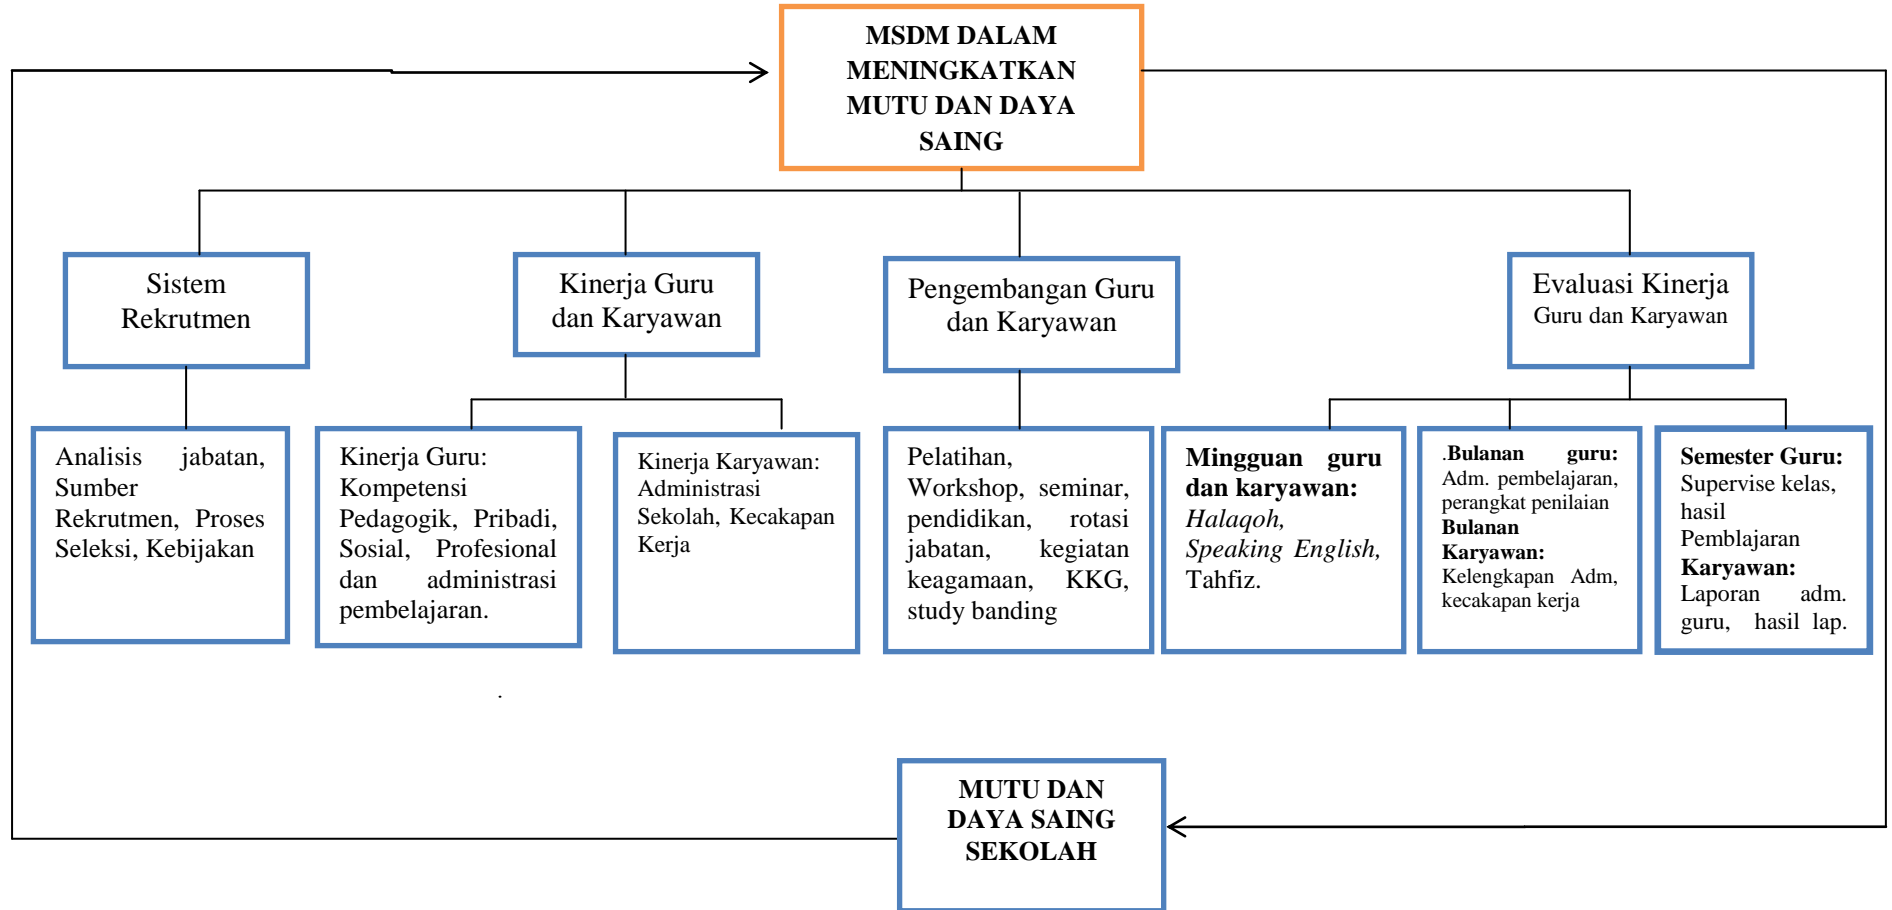 MSDM DALAM
MENINGKATKAN
MUTU DAN DAYA
SAING
Sistem
Rekrutmen
Kinerja Guru
dan Karyawan
Pengembangan Guru
dan Karyawan
Evaluasi Kinerja
Guru dan Karyawan
Analisis jabatan,
Sumber
Rekrutmen, Proses
Seleksi, Kebijakan
Kinerja Guru:
Kompetensi
Pedagogik, Pribadi,
Sosial, Profesional
dan administrasi
pembelajaran.
Kinerja Karyawan:
Administrasi
Sekolah, Kecakapan
Kerja
Pelatihan,
Workshop, seminar,
pendidikan, rotasi
jabatan, kegiatan
keagamaan, KKG,
study banding
Mingguan guru
dan karyawan:
Halaqoh,
Speaking English,
Tahfiz.
.Bulanan guru:
Adm. pembelajaran,
perangkat penilaian
Bulanan
Karyawan:
Kelengkapan Adm,
kecakapan kerja
Semester Guru:
Supervise kelas,
hasil
Pemblajaran
Karyawan:
Laporan adm.
guru, hasil lap.
.
MUTU DAN
DAYA SAING
SEKOLAH